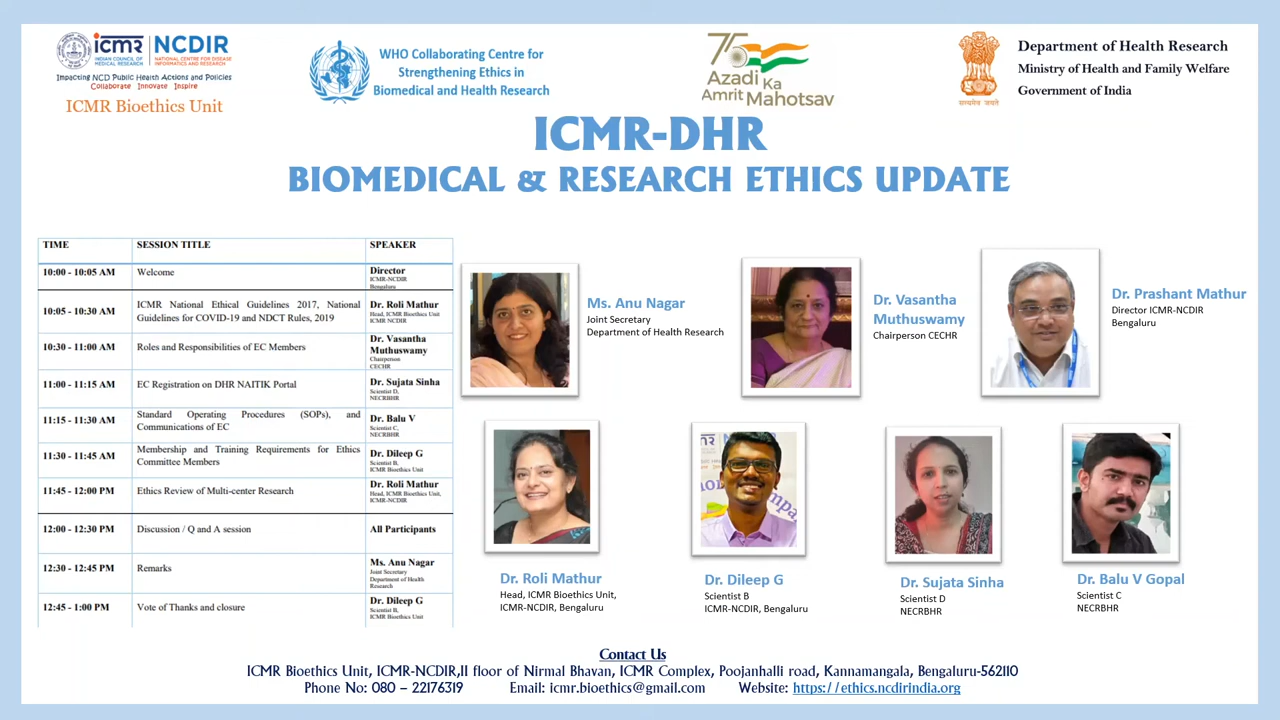 icmr
INDIAN COUNCIL OF
MEDICAL RESEARCH
NCDIR
NATIONAL CENTRE FOR DISEASE
INFORMATICS AND RESEARCH
Impacting NCD Public Health Actions and Policies
Collaborate Innovate Inspire
ICMR Bioethics Unit
WHO Collaborating Centre for
Strengthening Ethics in
Biomedical and Health Research
75
Azadi Ka
Amrit Mahotsav
सत्यमेव जयते
Department of Health Research
Ministry of Health and Family Welfare
Government of India
ICMR-DHR
BIOMEDICAL & RESEARCH ETHICS UPDATE
TIME SESSION TITLE SPEAKER
10:00 - 10:05 AM Welcome Director
ICMR-NCDIR
Bengaluru
10:05 - 10:30 AM ICMR National Ethical Guidelines 2017, National
Guidelines for COVID-19 and NDCT Rules, 2019
Dr. Roli Mathur
Head, ICMR Bioethics Unit
ICMR NCDIR
10:30 - 11:00 AM Roles and Responsibilities of EC Members
Dr. Vasantha
Muthuswamy
Chairperson
CECHR
11:00 - 11:15 AM EC Registration on DHR NAITIK Portal
Dr. Sujata Sinha
Scientist D,
NECRBHR
11:15 - 11:30 AM Standard Operating Procedures (SOPs), and
Communications of EC
Dr. Balu V
Scientist C,
NECRBHR
11:30 - 11:45 AM Membership and Training Requirements for Ethics
Committee Members
Dr. Dileep G
Scientist B,
ICMR Bioethics Unit
11:45 - 12:00 PM Ethics Review of Multi-center Research
Dr. Roli Mathur
Head, ICMR Bioethics Unit,
ICMR-NCDIR
12:00 - 12:30 PM Discussion / Q and A session All Participants
12:30 - 12:45 PM Remarks
Ms. Anu Nagar
Joint Secretary
Department of Health
Research
12:45 - 1:00 PM Vote of Thanks and closure
Dr. Dileep G
Scientist B,
ICMR Bioethics Unit
Ms. Anu Nagar
Joint Secretary
Department of Health Research
Dr. Vasantha
Muthuswamy
Chairperson CECHR
Dr. Prashant Mathur
Director ICMR-NCDIR
Bengaluru
Dr. Roli Mathur
Head, ICMR Bioethics Unit,
ICMR-NCDIR, Bengaluru
Dr. Dileep G
Scientist B
ICMR-NCDIR, Bengaluru
Dr. Sujata Sinha
Scientist D
NECRBHR
Dr. Balu V Gopal
Scientist C
NECRBHR
Contact Us
ICMR Bioethics Unit, ICMR-NCDIR,II floor of Nirmal Bhavan, ICMR Complex, Poojanhalli road, Kannamangala, Bengaluru-562110
Phone No: 080 – 22176319 Email: icmr.bioethics@gmail.com Website: https://ethics.ncdirindia.org